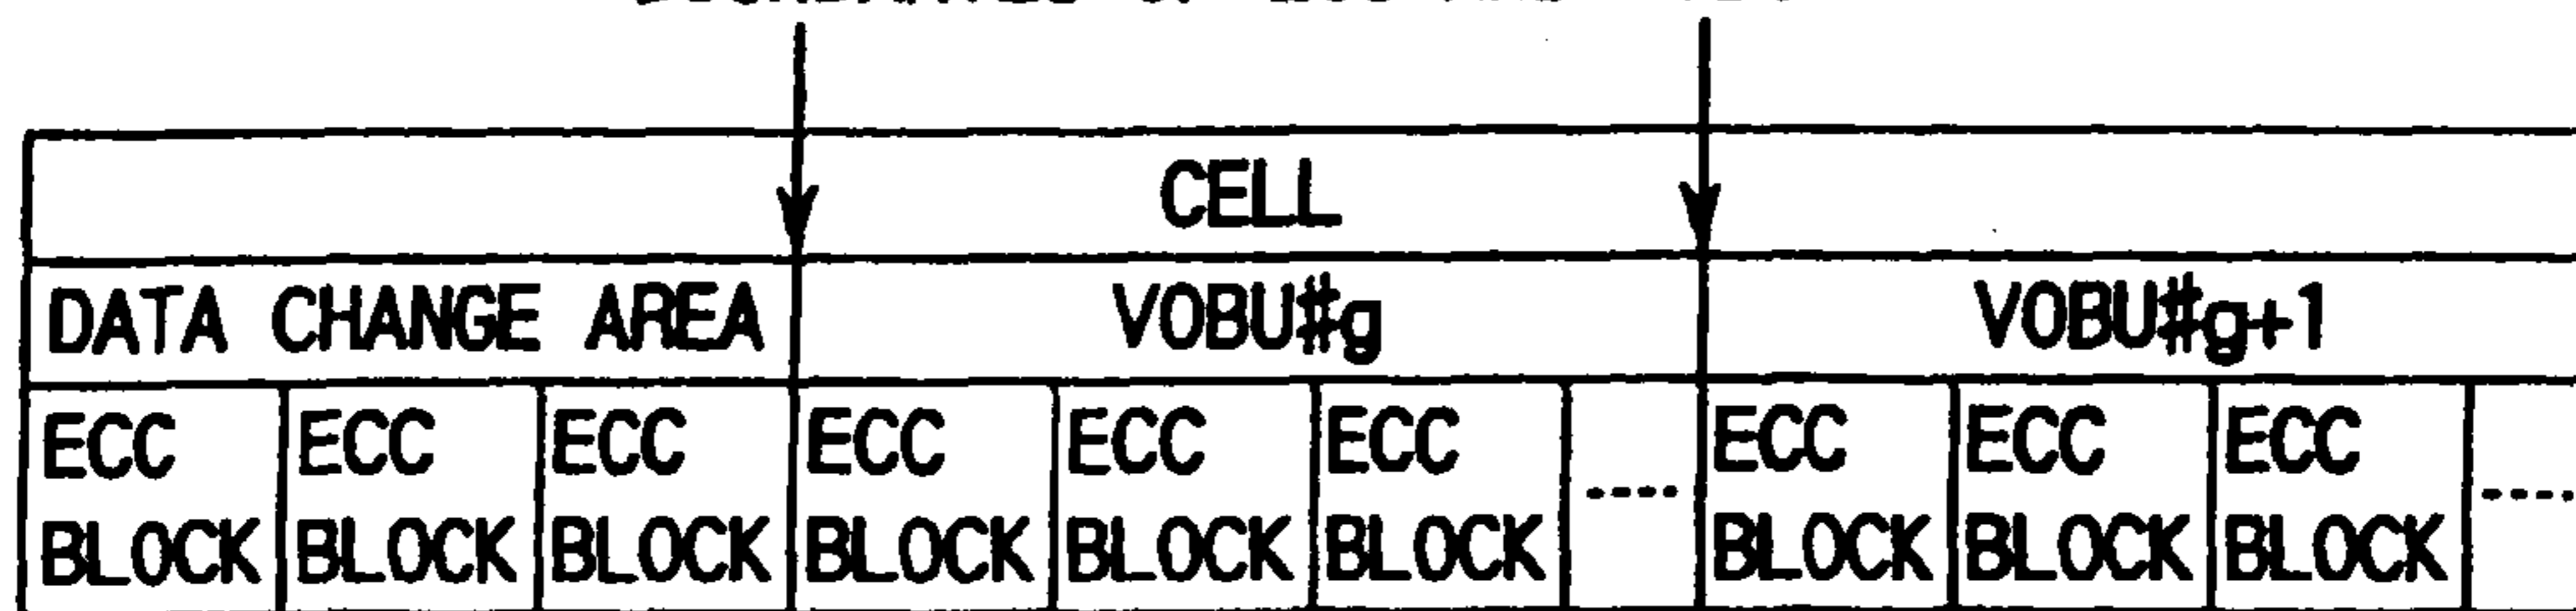 CELL
DATA CHANGE AREA VOBU#g VOBU#g+1
ECC ECC ECC ECC ECC ECC ---- ECC ECC ECC ----
BLOCK BLOCK BLOCK BLOCK BLOCK BLOCK BLOCK BLOCK BLOCK